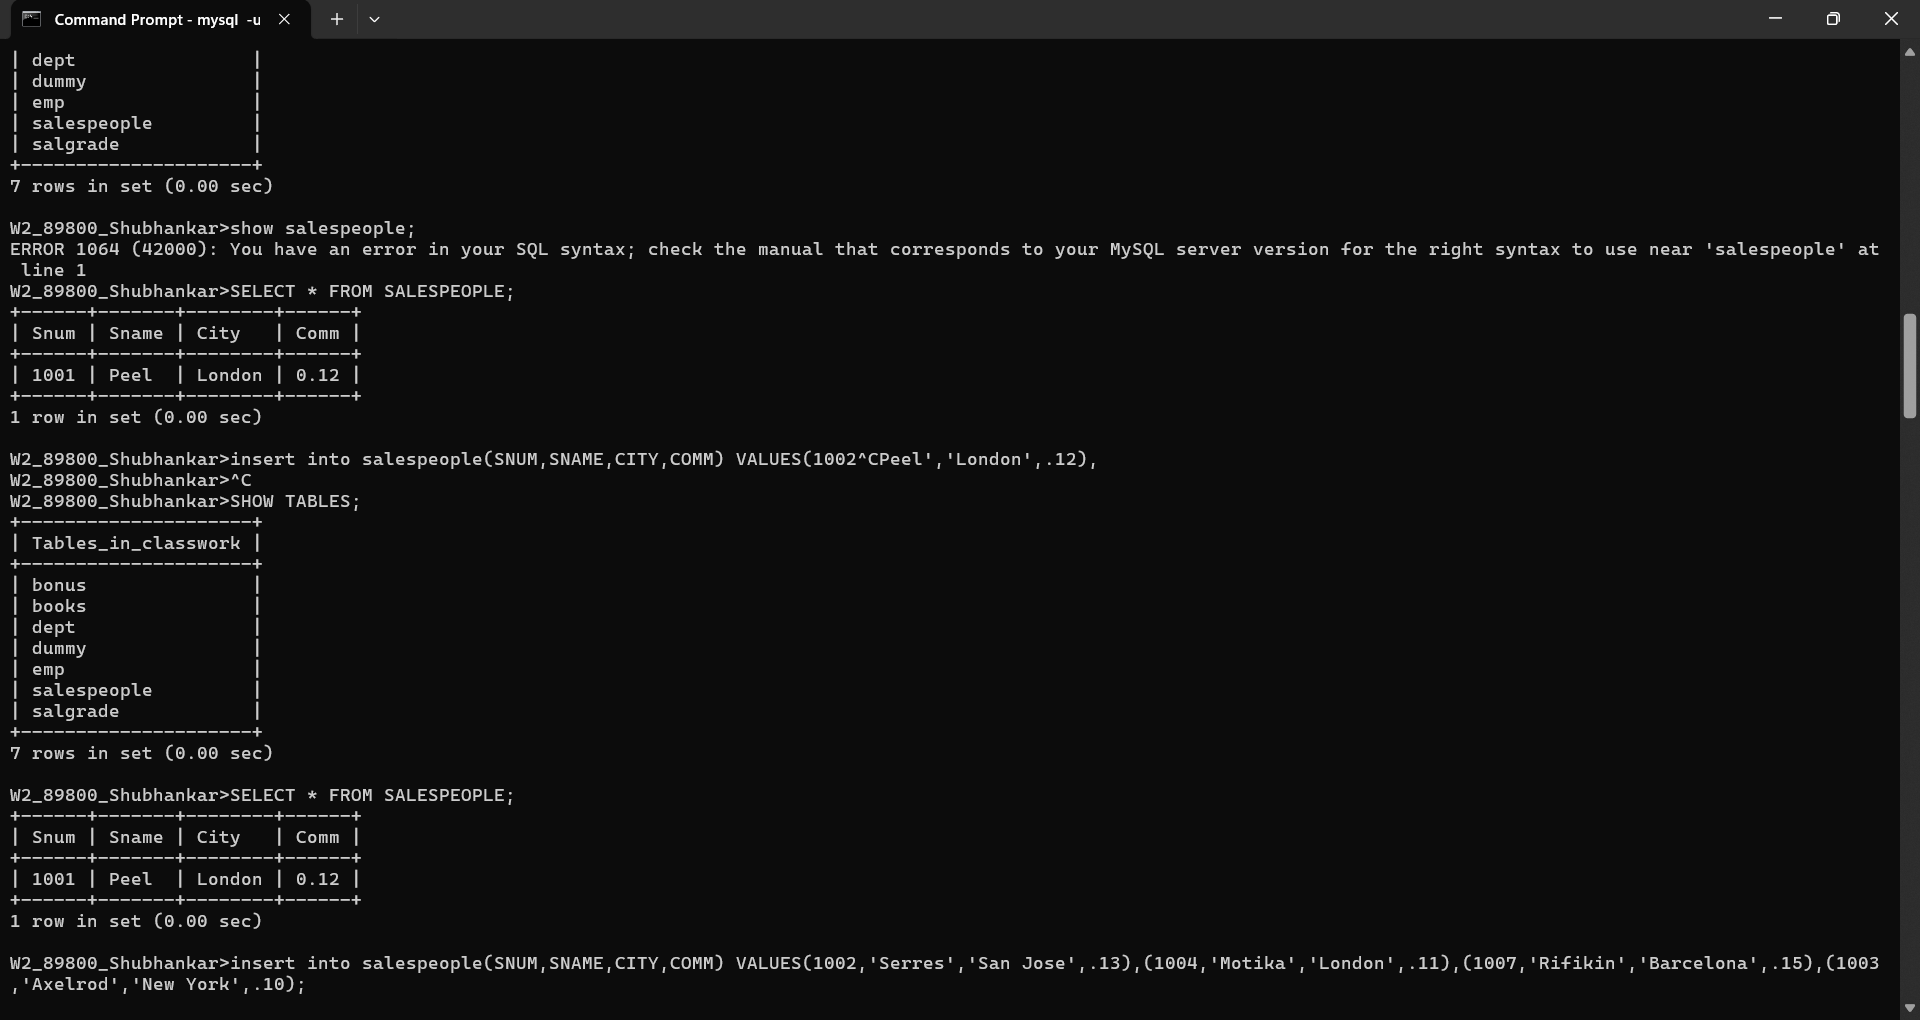 Command Prompt - mysql -u
| dept                |
| dummy               |
| emp                 |
| salespeople         |
| salgrade            |
+---------------------+
7 rows in set (0.00 sec)
W2_89800_Shubhankar>show salespeople;
ERROR 1064 (42000): You have an error in your SQL syntax; check the manual that corresponds to your MySQL server version for the right syntax to use near 'salespeople' at
 line 1
W2_89800_Shubhankar>SELECT * FROM SALESPEOPLE;
+------+-------+--------+------+
| Snum | Sname | City   | Comm |
+------+-------+--------+------+
| 1001 | Peel  | London | 0.12 |
+------+-------+--------+------+
1 row in set (0.00 sec)
W2_89800_Shubhankar>insert into salespeople(SNUM,SNAME,CITY,COMM) VALUES(1002^CPeel','London',.12),
W2_89800_Shubhankar>^C
W2_89800_Shubhankar>SHOW TABLES;
+---------------------+
| Tables_in_classwork |
+---------------------+
| bonus               |
| books               |
| dept                |
| dummy               |
| emp                 |
| salespeople         |
| salgrade            |
+---------------------+
7 rows in set (0.00 sec)
W2_89800_Shubhankar>SELECT * FROM SALESPEOPLE;
+------+-------+--------+------+
| Snum | Sname | City   | Comm |
+------+-------+--------+------+
| 1001 | Peel  | London | 0.12 |
+------+-------+--------+------+
1 row in set (0.00 sec)
W2_89800_Shubhankar>insert into salespeople(SNUM,SNAME,CITY,COMM) VALUES(1002,'Serres','San Jose',.13),(1004,'Motika','London',.11),(1007,'Rifikin','Barcelona',.15),(1003
,'Axelrod','New York',.10);